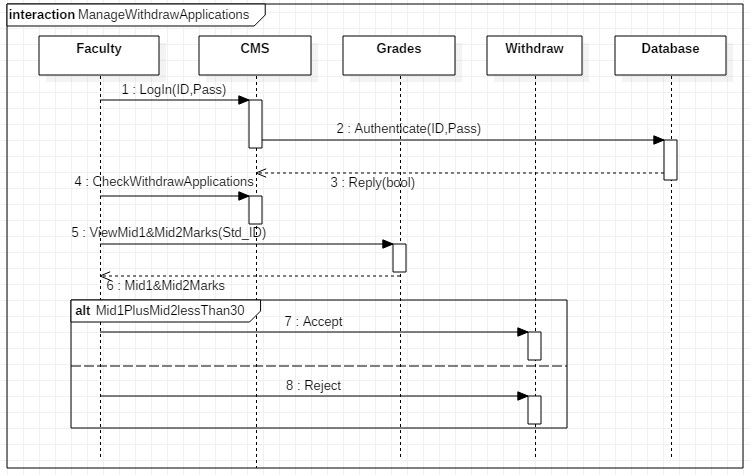 interaction ManageWithdrawApplications
Faculty
CMS
Grades
Withdraw
Database
1 : LogIn(ID,Pass)
2 : Authenticate(ID,Pass)
3 : Reply(bool)
4 : CheckWithdrawApplications
5 : ViewMid1&Mid2Marks(Std_ID)
6 : Mid1&Mid2Marks
alt Mid1PlusMid2lessThan30
7 : Accept
8 : Reject